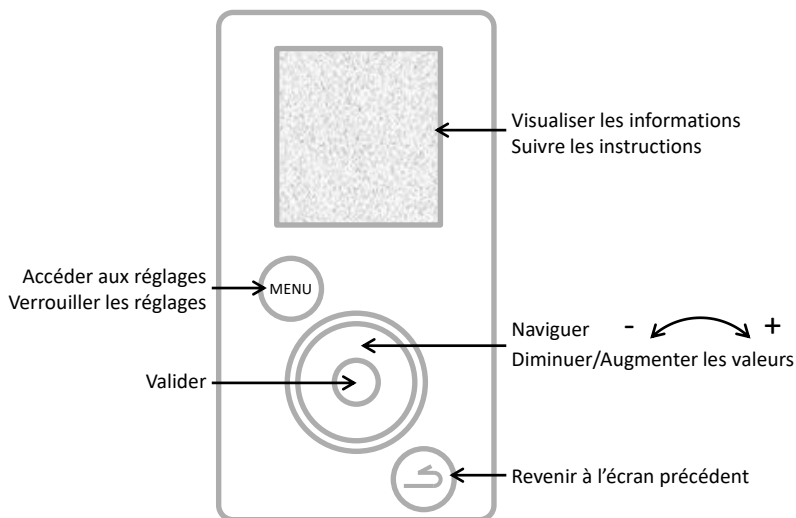 Visualiser les informations
Suivre les instructions
Accéder aux réglages
Verrouiller les réglages
MENU
Naviguer - +
Diminuer/Augmenter les valeurs
Valider
Revenir à l’écran précédent